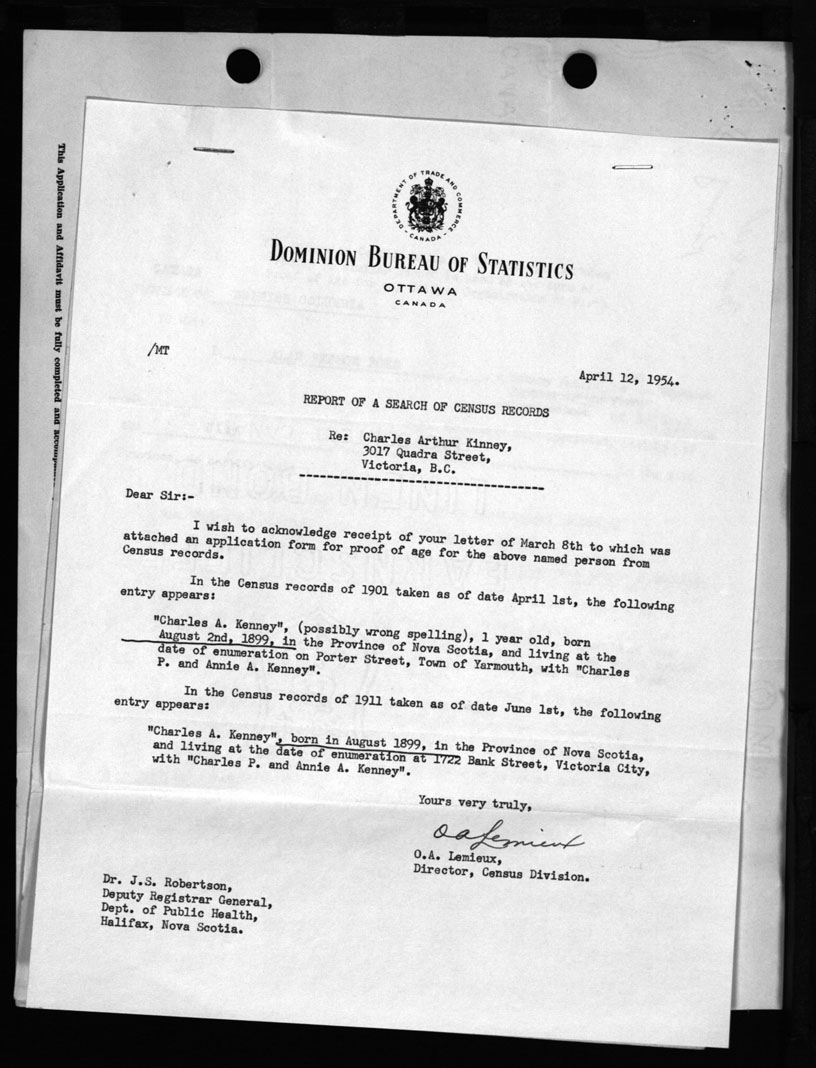 This Application and Affidavit must be fully completed and
DEPARTMENT OF TRADE AND COMMERCE
- CANADA -
DOMINION BUREAU OF STATISTICS
OTTAWA
CANADA
/MT
April 12, 1954.
REPORT OF A SEARCH OF CENSUS RECORDS
Re: Charles Arthur Kinney,
3017 Quadra Street,
Victoria, B.C.
Dear Sir:-
I wish to acknowledge receipt of your letter of March 8th to which was
attached an application form for proof of age for the above named person from
Census records.
In the Census records of 1901 taken as of date April 1st, the following
entry appears:
"Charles A. Kenney", (possibly wrong spelling), 1 year old, born
August 2nd, 1899, in the Province of Nova Scotia, and living at the
date of enumeration on Porter Street, Town of Yarmouth, with "Charles
P. and Annie A. Kenney".
In the Census records of 1911 taken as of date June 1st, the following
entry appears:
"Charles A. Kenney", born in August 1899, in the Province of Nova Scotia,
and living at the date of enumeration at 1722 Bank Street, Victoria City,
with "Charles P. and Annie A. Kenney".
Yours very truly,
O A Lemieux
O.A. Lemieux,
Director, Census Division.
Dr. J.S. Robertson,
Deputy Registrar General,
Dept. of Public Health,
Halifax, Nova Scotia.